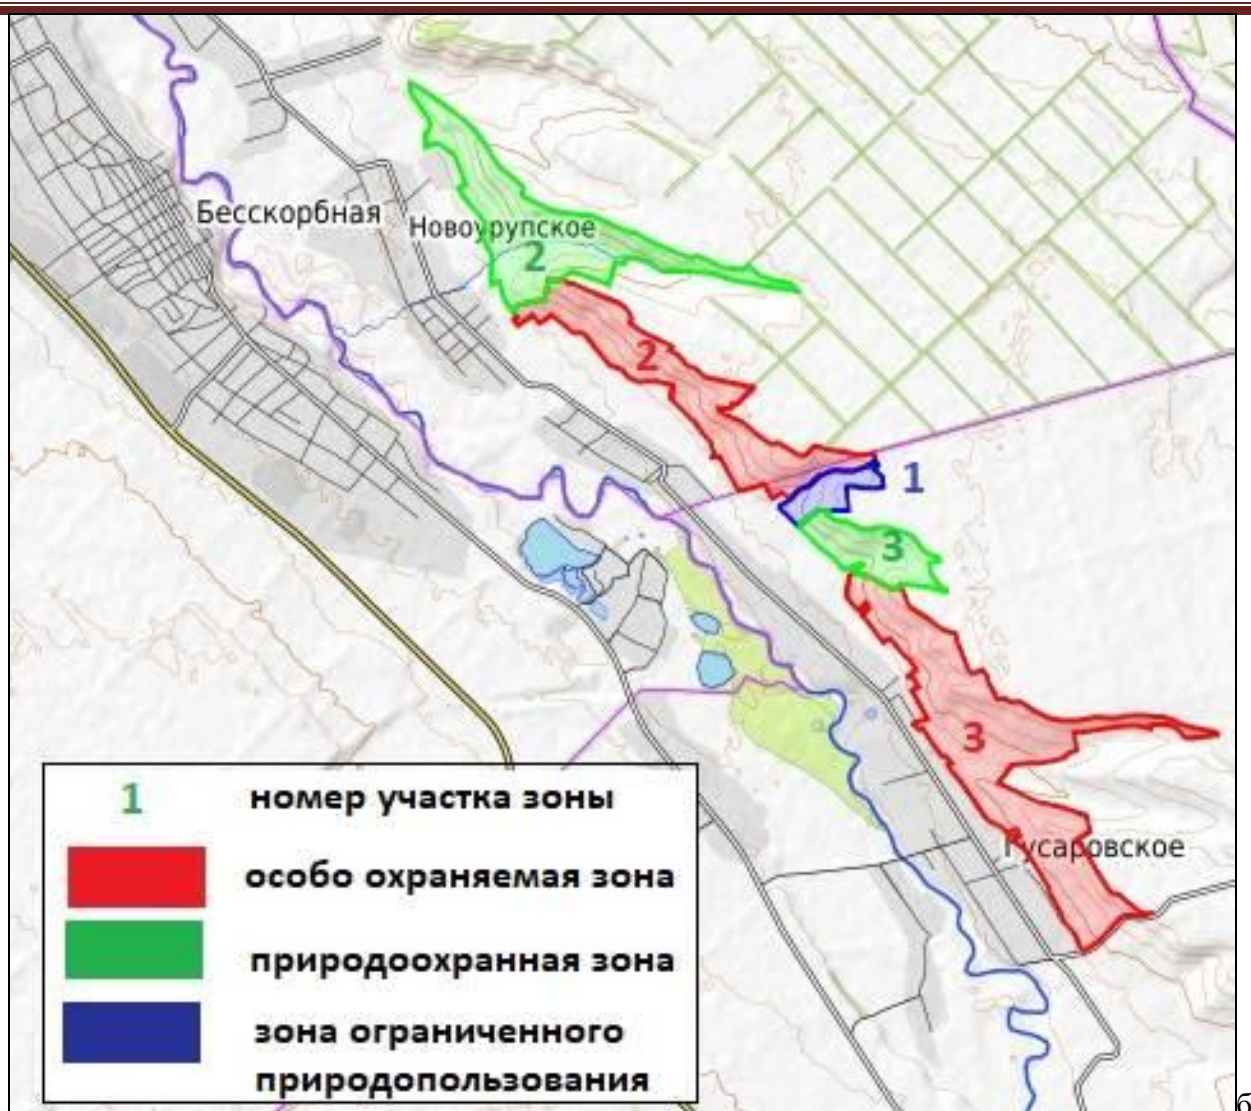 Бесскорбная
Новоурупское
2
2
1
3
3
Гусаровское
1 номер участка зоны
особо охраняемая зона
природоохранная зона
зона ограниченного
природопользования
б